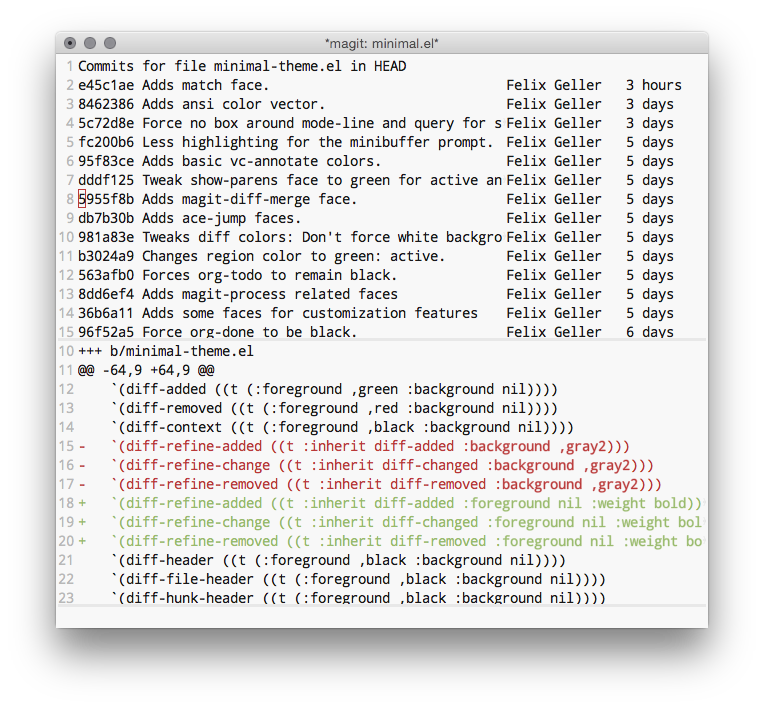 *magit: minimal.el*
1 Commits for file minimal-theme.el in HEAD
2 e45c1ae Adds match face. Felix Geller 3 hours
3 8462386 Adds ansi color vector. Felix Geller 3 days
4 5c72d8e Force no box around mode-line and query for s Felix Geller 3 days
5 fc200b6 Less highlighting for the minibuffer prompt. Felix Geller 5 days
6 95f83ce Adds basic vc-annotate colors. Felix Geller 5 days
7 dddf125 Tweak show-parens face to green for active an Felix Geller 5 days
8 5955f8b Adds magit-diff-merge face. Felix Geller 5 days
9 db7b30b Adds ace-jump faces. Felix Geller 5 days
10 981a83e Tweaks diff colors: Don't force white backgro Felix Geller 5 days
11 b3024a9 Changes region color to green: active. Felix Geller 5 days
12 563afb0 Forces org-todo to remain black. Felix Geller 5 days
13 8dd6ef4 Adds magit-process related faces Felix Geller 5 days
14 36b6a11 Adds some faces for customization features Felix Geller 5 days
15 96f52a5 Force org-done to be black. Felix Geller 6 days
10 +++ b/minimal-theme.el
11 @@ -64,9 +64,9 @@
12 `(diff-added ((t (:foreground ,green :background nil))))
13 `(diff-removed ((t (:foreground ,red :background nil))))
14 `(diff-context ((t (:foreground ,black :background nil))))
15 - `(diff-refine-added ((t :inherit diff-added :background ,gray2)))
16 - `(diff-refine-change ((t :inherit diff-changed :background ,gray2)))
17 - `(diff-refine-removed ((t :inherit diff-removed :background ,gray2)))
18 + `(diff-refine-added ((t :inherit diff-added :foreground nil :weight bold))
19 + `(diff-refine-change ((t :inherit diff-changed :foreground nil :weight bol
20 + `(diff-refine-removed ((t :inherit diff-removed :foreground nil :weight bo
21 `(diff-header ((t (:foreground ,black :background nil))))
22 `(diff-file-header ((t (:foreground ,black :background nil))))
23 `(diff-hunk-header ((t (:foreground ,black :background nil))))